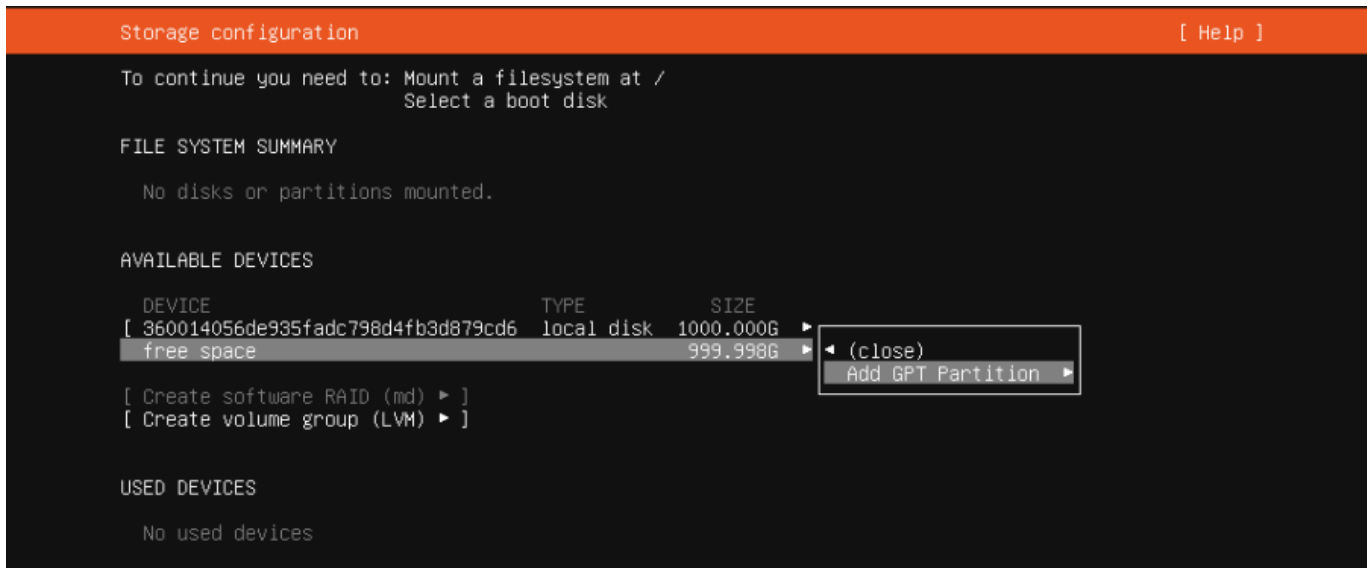 Storage configuration [ Help ]
To continue you need to: Mount a filesystem at /
Select a boot disk
FILE SYSTEM SUMMARY
No disks or partitions mounted.
AVAILABLE DEVICES
DEVICE TYPE SIZE
[ 360014056de935fadc798d4fb3d879cd6 local disk 1000.000G ▶
free space 999.998G ▶ ◀ (close)
Add GPT Partition ▶
[ Create software RAID (md) ▶ ]
[ Create volume group (LVM) ▶ ]
USED DEVICES
No used devices